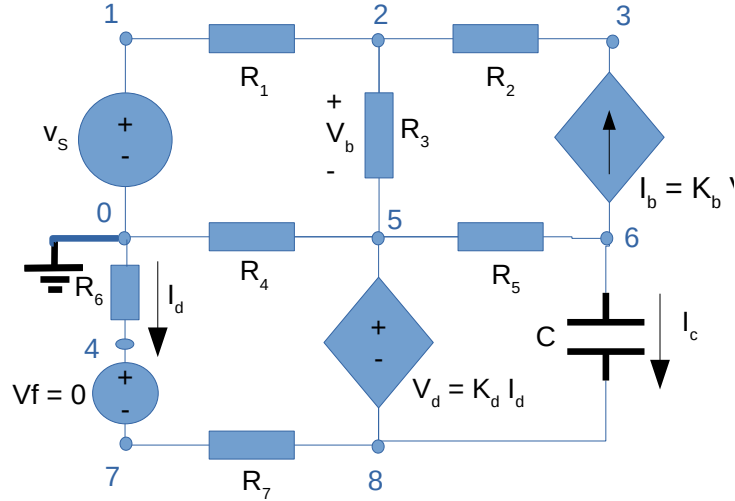 1
2
3
R1
R2
+
Vb
-
R3
vS
+
-
Ib = Kb V
0
5
6
R4
R5
R6
Id
4
+
-
Vd = Kd Id
C
Ic
Vf = 0
+
-
7
R7
8